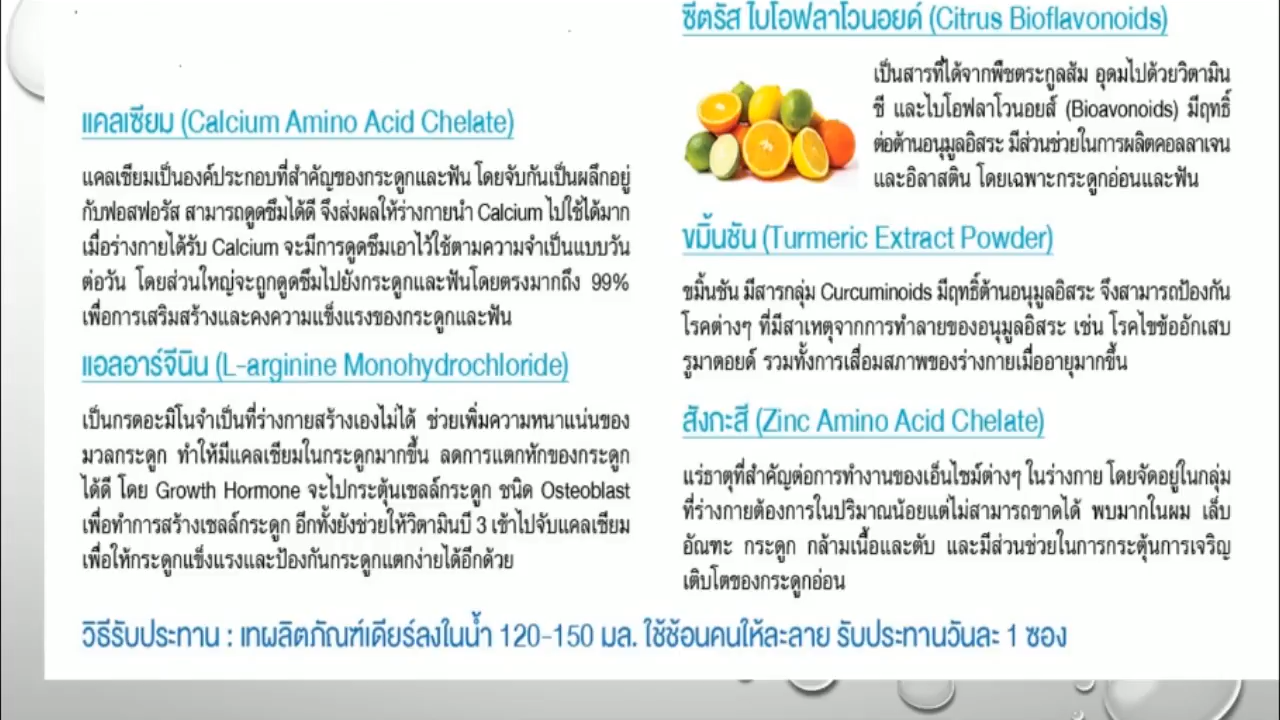 แคลเซียม (Calcium Amino Acid Chelate)
แคลเซียมเป็นองค์ประกอบที่สำคัญของกระดูกและฟัน โดยจับกันเป็นผลึกอยู่
กับฟอสฟอรัส สามารถดูดซึมได้ดี จึงส่งผลให้ร่างกายนำ Calcium ไปใช้ได้มาก
เมื่อร่างกายได้รับ Calcium จะมีการดูดซึมเอาไว้ใช้ตามความจำเป็นแบบวัน
ต่อวัน โดยส่วนใหญ่จะถูกดูดซึมไปยังกระดูกและฟันโดยตรงมากถึง 99%
เพื่อการเสริมสร้างและคงความแข็งแรงของกระดูกและฟัน
แอลอาร์จีนิน (L-arginine Monohydrochloride)
เป็นกรดอะมิโนจำเป็นที่ร่างกายสร้างเองไม่ได้ ช่วยเพิ่มความหนาแน่นของ
มวลกระดูก ทำให้มีแคลเซียมในกระดูกมากขึ้น ลดการแตกหักของกระดูก
ได้ดี โดย Growth Hormone จะไปกระตุ้นเซลล์กระดูก ชนิด Osteoblast
เพื่อทำการสร้างเซลล์กระดูก อีกทั้งยังช่วยให้วิตามินบี 3 เข้าไปจับแคลเซียม
เพื่อให้กระดูกแข็งแรงและป้องกันกระดูกแตกง่ายได้อีกด้วย
ซีตรัส ไบโอฟลาโวนอยด์ (Citrus Bioflavonoids)
เป็นสารที่ได้จากพืชตระกูลส้ม อุดมไปด้วยวิตามิน
ซี และไบโอฟลาโวนอยส์ (Bioavonoids) มีฤทธิ์
ต่อต้านอนุมูลอิสระ มีส่วนช่วยในการผลิตคอลลาเจน
และอิลาสติน โดยเฉพาะกระดูกอ่อนและฟัน
ขมิ้นชัน (Turmeric Extract Powder)
ขมิ้นชัน มีสารกลุ่ม Curcuminoids มีฤทธิ์ต้านอนุมูลอิสระ จึงสามารถป้องกัน
โรคต่างๆ ที่มีสาเหตุจากการทำลายของอนุมูลอิสระ เช่น โรคไขข้ออักเสบ
รูมาตอยด์ รวมทั้งการเสื่อมสภาพของร่างกายเมื่ออายุมากขึ้น
สังกะสี (Zinc Amino Acid Chelate)
แร่ธาตุที่สำคัญต่อการทำงานของเอ็นไซม์ต่างๆ ในร่างกาย โดยจัดอยู่ในกลุ่ม
ที่ร่างกายต้องการในปริมาณน้อยแต่ไม่สามารถขาดได้ พบมากในผม เล็บ
อัณฑะ กระดูก กล้ามเนื้อและตับ และมีส่วนช่วยในการกระตุ้นการเจริญ
เติบโตของกระดูกอ่อน
วิธีรับประทาน : เทผลิตภัณฑ์เดียร์ลงในน้ำ 120-150 มล. ใช้ช้อนคนให้ละลาย รับประทานวันละ 1 ซอง